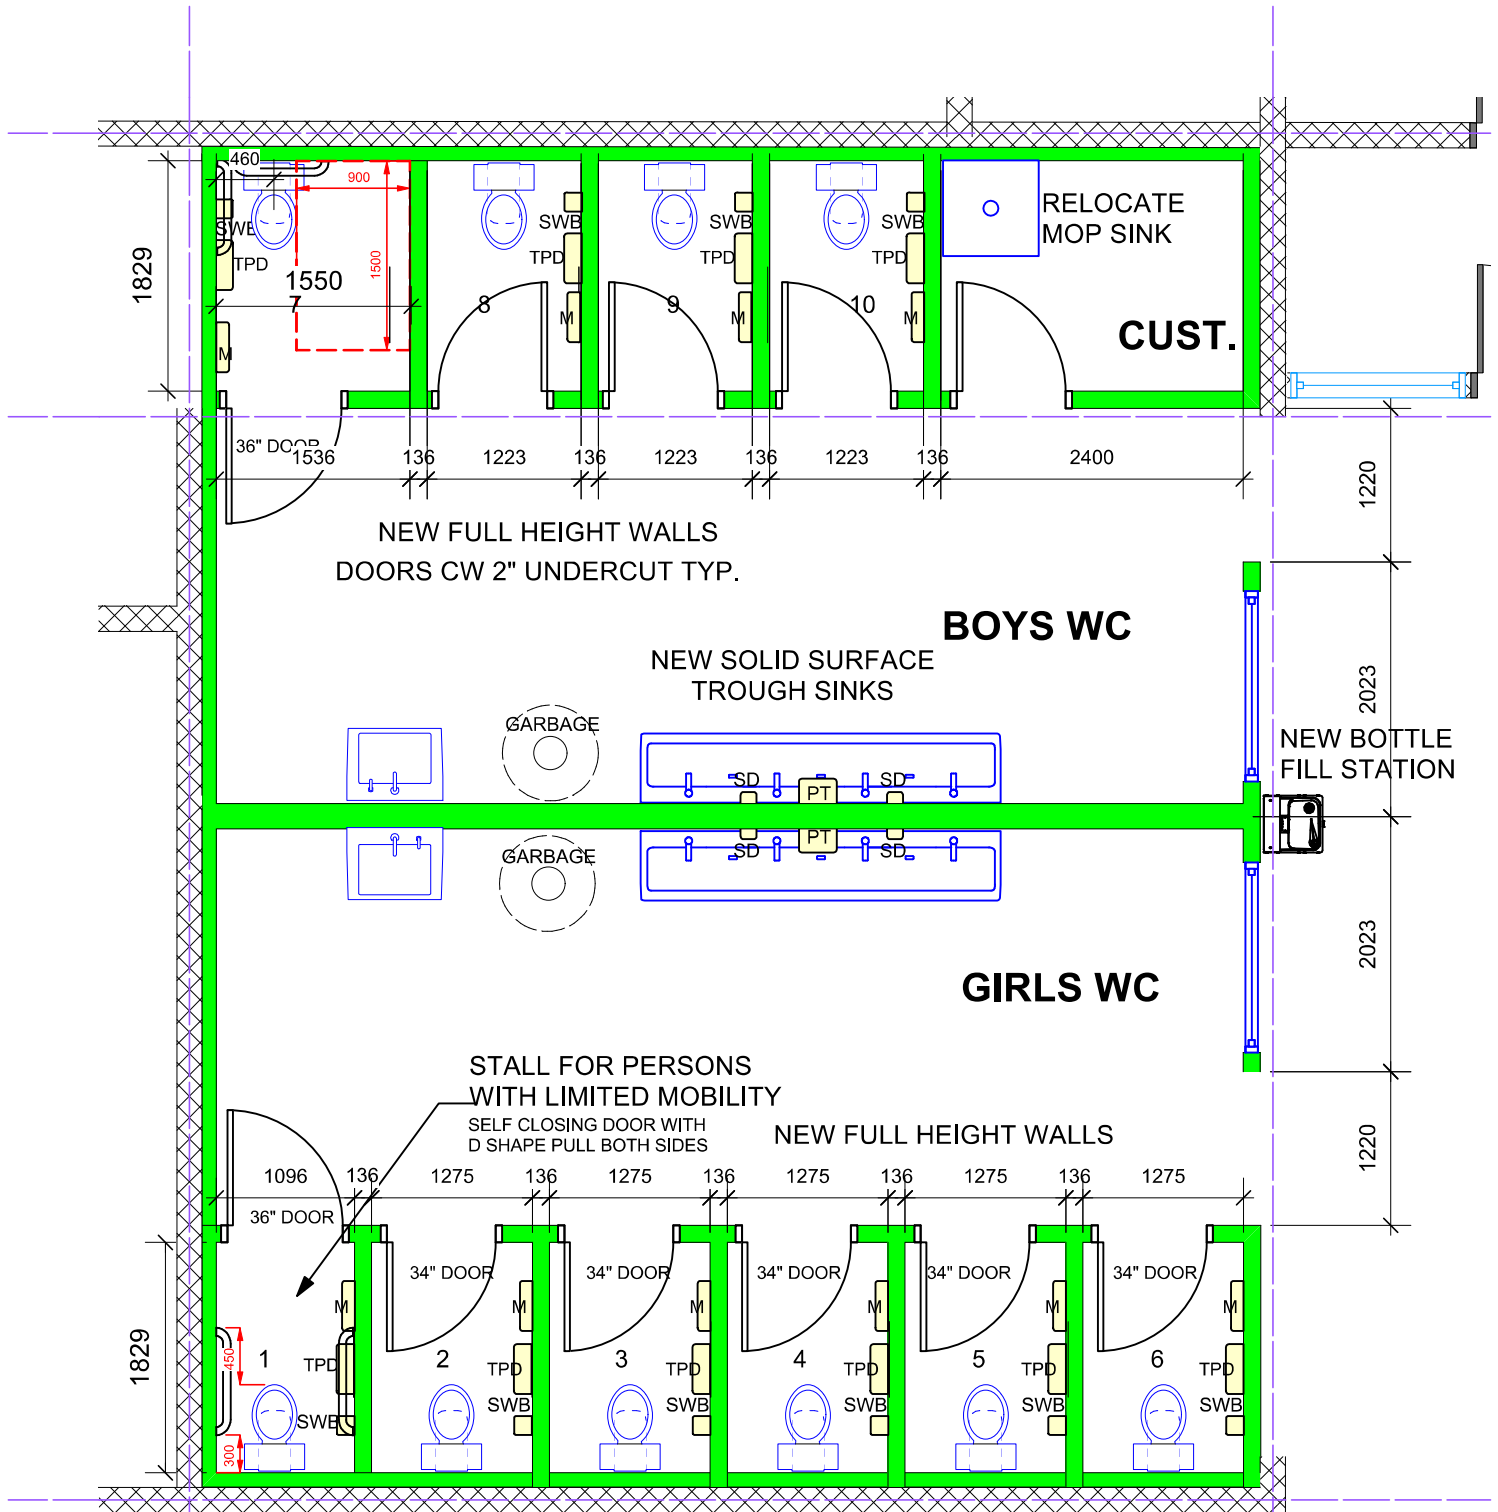 460
900
SWB
SWB
SWB
SWB
RELOCATE
MOP SINK
TPD
TPD
TPD
TPD
1829
1500
1550
7
8
9
10
M
M
M
M
CUST.
36" DOOR
1536
136
1223
136
1223
136
1223
136
2400
1220
NEW FULL HEIGHT WALLS
DOORS CW 2" UNDERCUT TYP.
BOYS WC
NEW SOLID SURFACE
TROUGH SINKS
2023
GARBAGE
NEW BOTTLE
FILL STATION
SD
PT
SD
SD
PT
SD
GARBAGE
2023
GIRLS WC
STALL FOR PERSONS
WITH LIMITED MOBILITY
SELF CLOSING DOOR WITH
D SHAPE PULL BOTH SIDES
NEW FULL HEIGHT WALLS
1220
1096
136
1275
136
1275
136
1275
136
1275
136
1275
36" DOOR
34" DOOR
34" DOOR
34" DOOR
34" DOOR
34" DOOR
M
M
M
M
M
M
1829
450
1
2
3
4
5
6
TPD
TPD
TPD
TPD
TPD
TPD
SWB
SWB
SWB
SWB
SWB
SWB
300